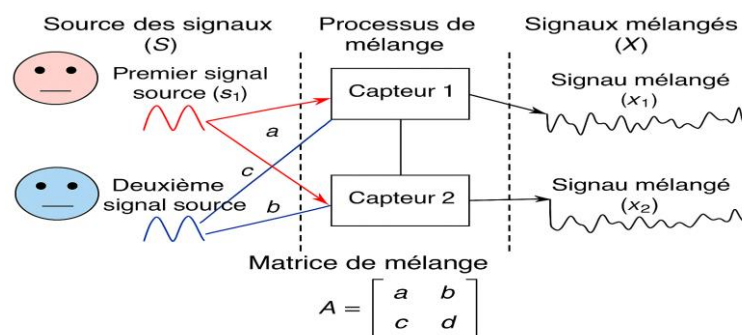 Source des signaux
(S)
Processus de
mélange
Signaux mélangés
(X)
Premier signal
source (s₁)
Capteur 1
Signau mélangé
(x₁)
a
c
Deuxième
signal source
b
Capteur 2
Signau mélangé
(x₂)
Matrice de mélange
A = [ a b
c d ]